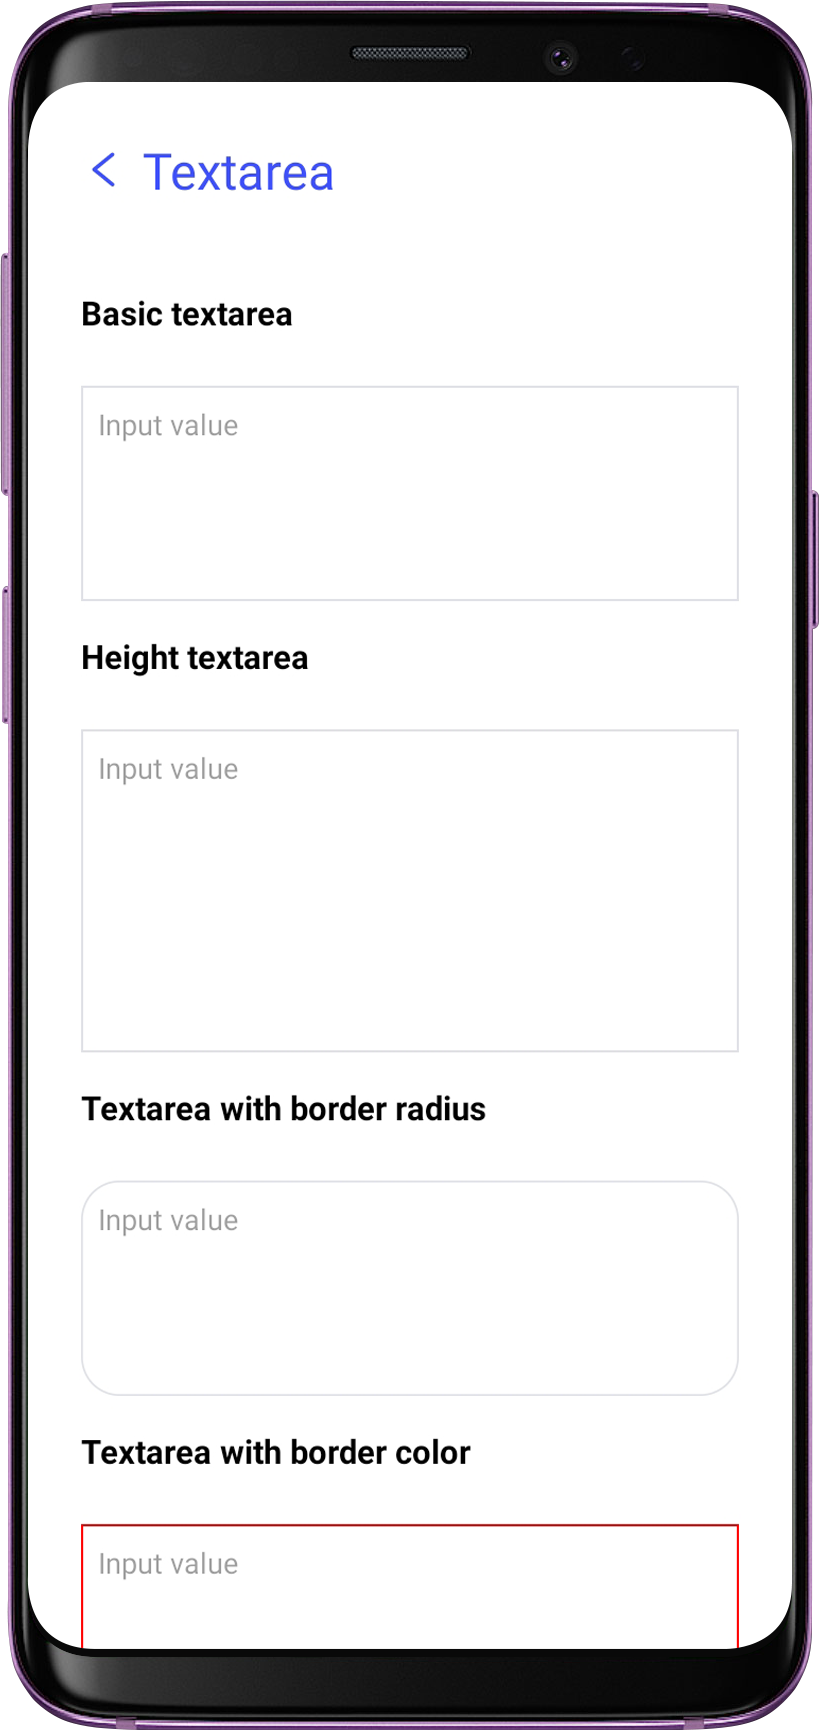 Textarea
Basic textarea
Input value
Height textarea
Input value
Textarea with border radius
Input value
Textarea with border color
Input value